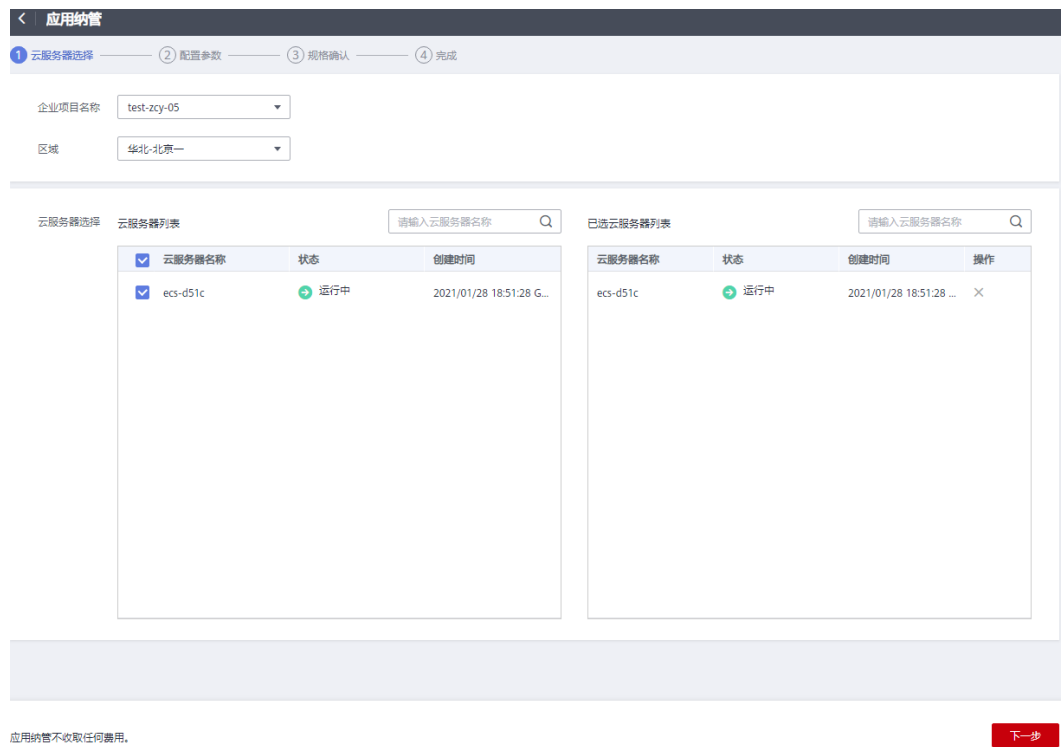 应用纳管
1 云服务器选择 2 配置参数 3 规格确认 4 完成
企业项目名称 test-zcy-05
区域 华北-北京一
云服务器选择 云服务器列表 请输入云服务器名称 已选云服务器列表 请输入云服务器名称
云服务器名称 状态 创建时间 云服务器名称 状态 创建时间 操作
ecs-d51c 运行中 2021/01/28 18:51:28 G... ecs-d51c 运行中 2021/01/28 18:51:28 ...
应用纳管不收取任何费用。 下一步